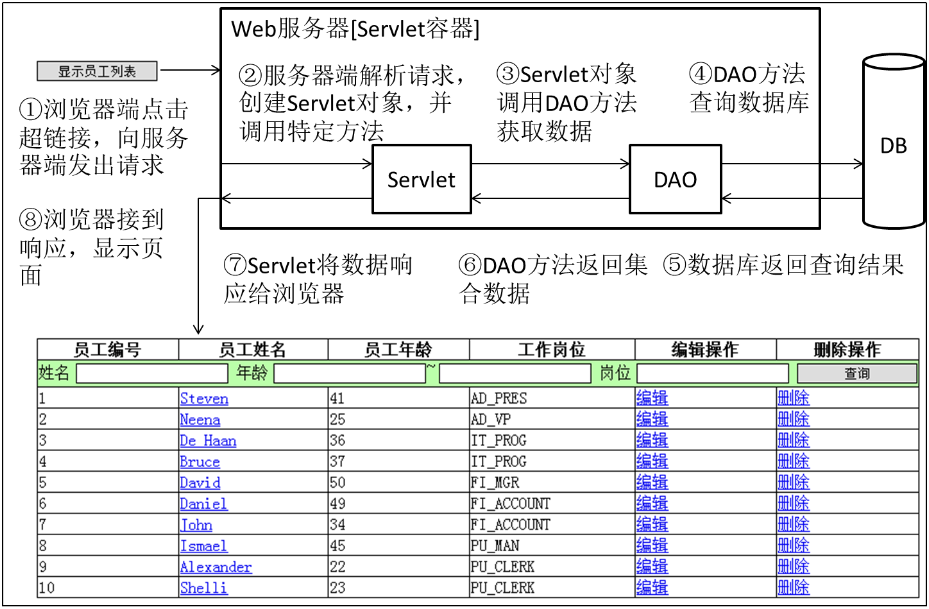 Web服务器[Servlet容器]
显示员工列表
①浏览器端点击
超链接，向服务
器端发出请求
②服务器端解析请求，
创建Servlet对象，并
调用特定方法
③Servlet对象
调用DAO方法
获取数据
④DAO方法
查询数据库
DB
Servlet
DAO
⑧浏览器接到
响应，显示页
面
⑦Servlet将数据响
应给浏览器
⑥DAO方法返回集
合数据
⑤数据库返回查询结果
员工编号 员工姓名 员工年龄 工作岗位 编辑操作 删除操作
姓名 年龄 ~ 岗位 查询
1 Steven 41 AD_PRES 编辑 删除
2 Neena 25 AD_VP 编辑 删除
3 De Haan 36 IT_PROG 编辑 删除
4 Bruce 37 IT_PROG 编辑 删除
5 David 50 FI_MGR 编辑 删除
6 Daniel 49 FI_ACCOUNT 编辑 删除
7 John 34 FI_ACCOUNT 编辑 删除
8 Ismael 45 PU_MAN 编辑 删除
9 Alexander 22 PU_CLERK 编辑 删除
10 Shelli 23 PU_CLERK 编辑 删除